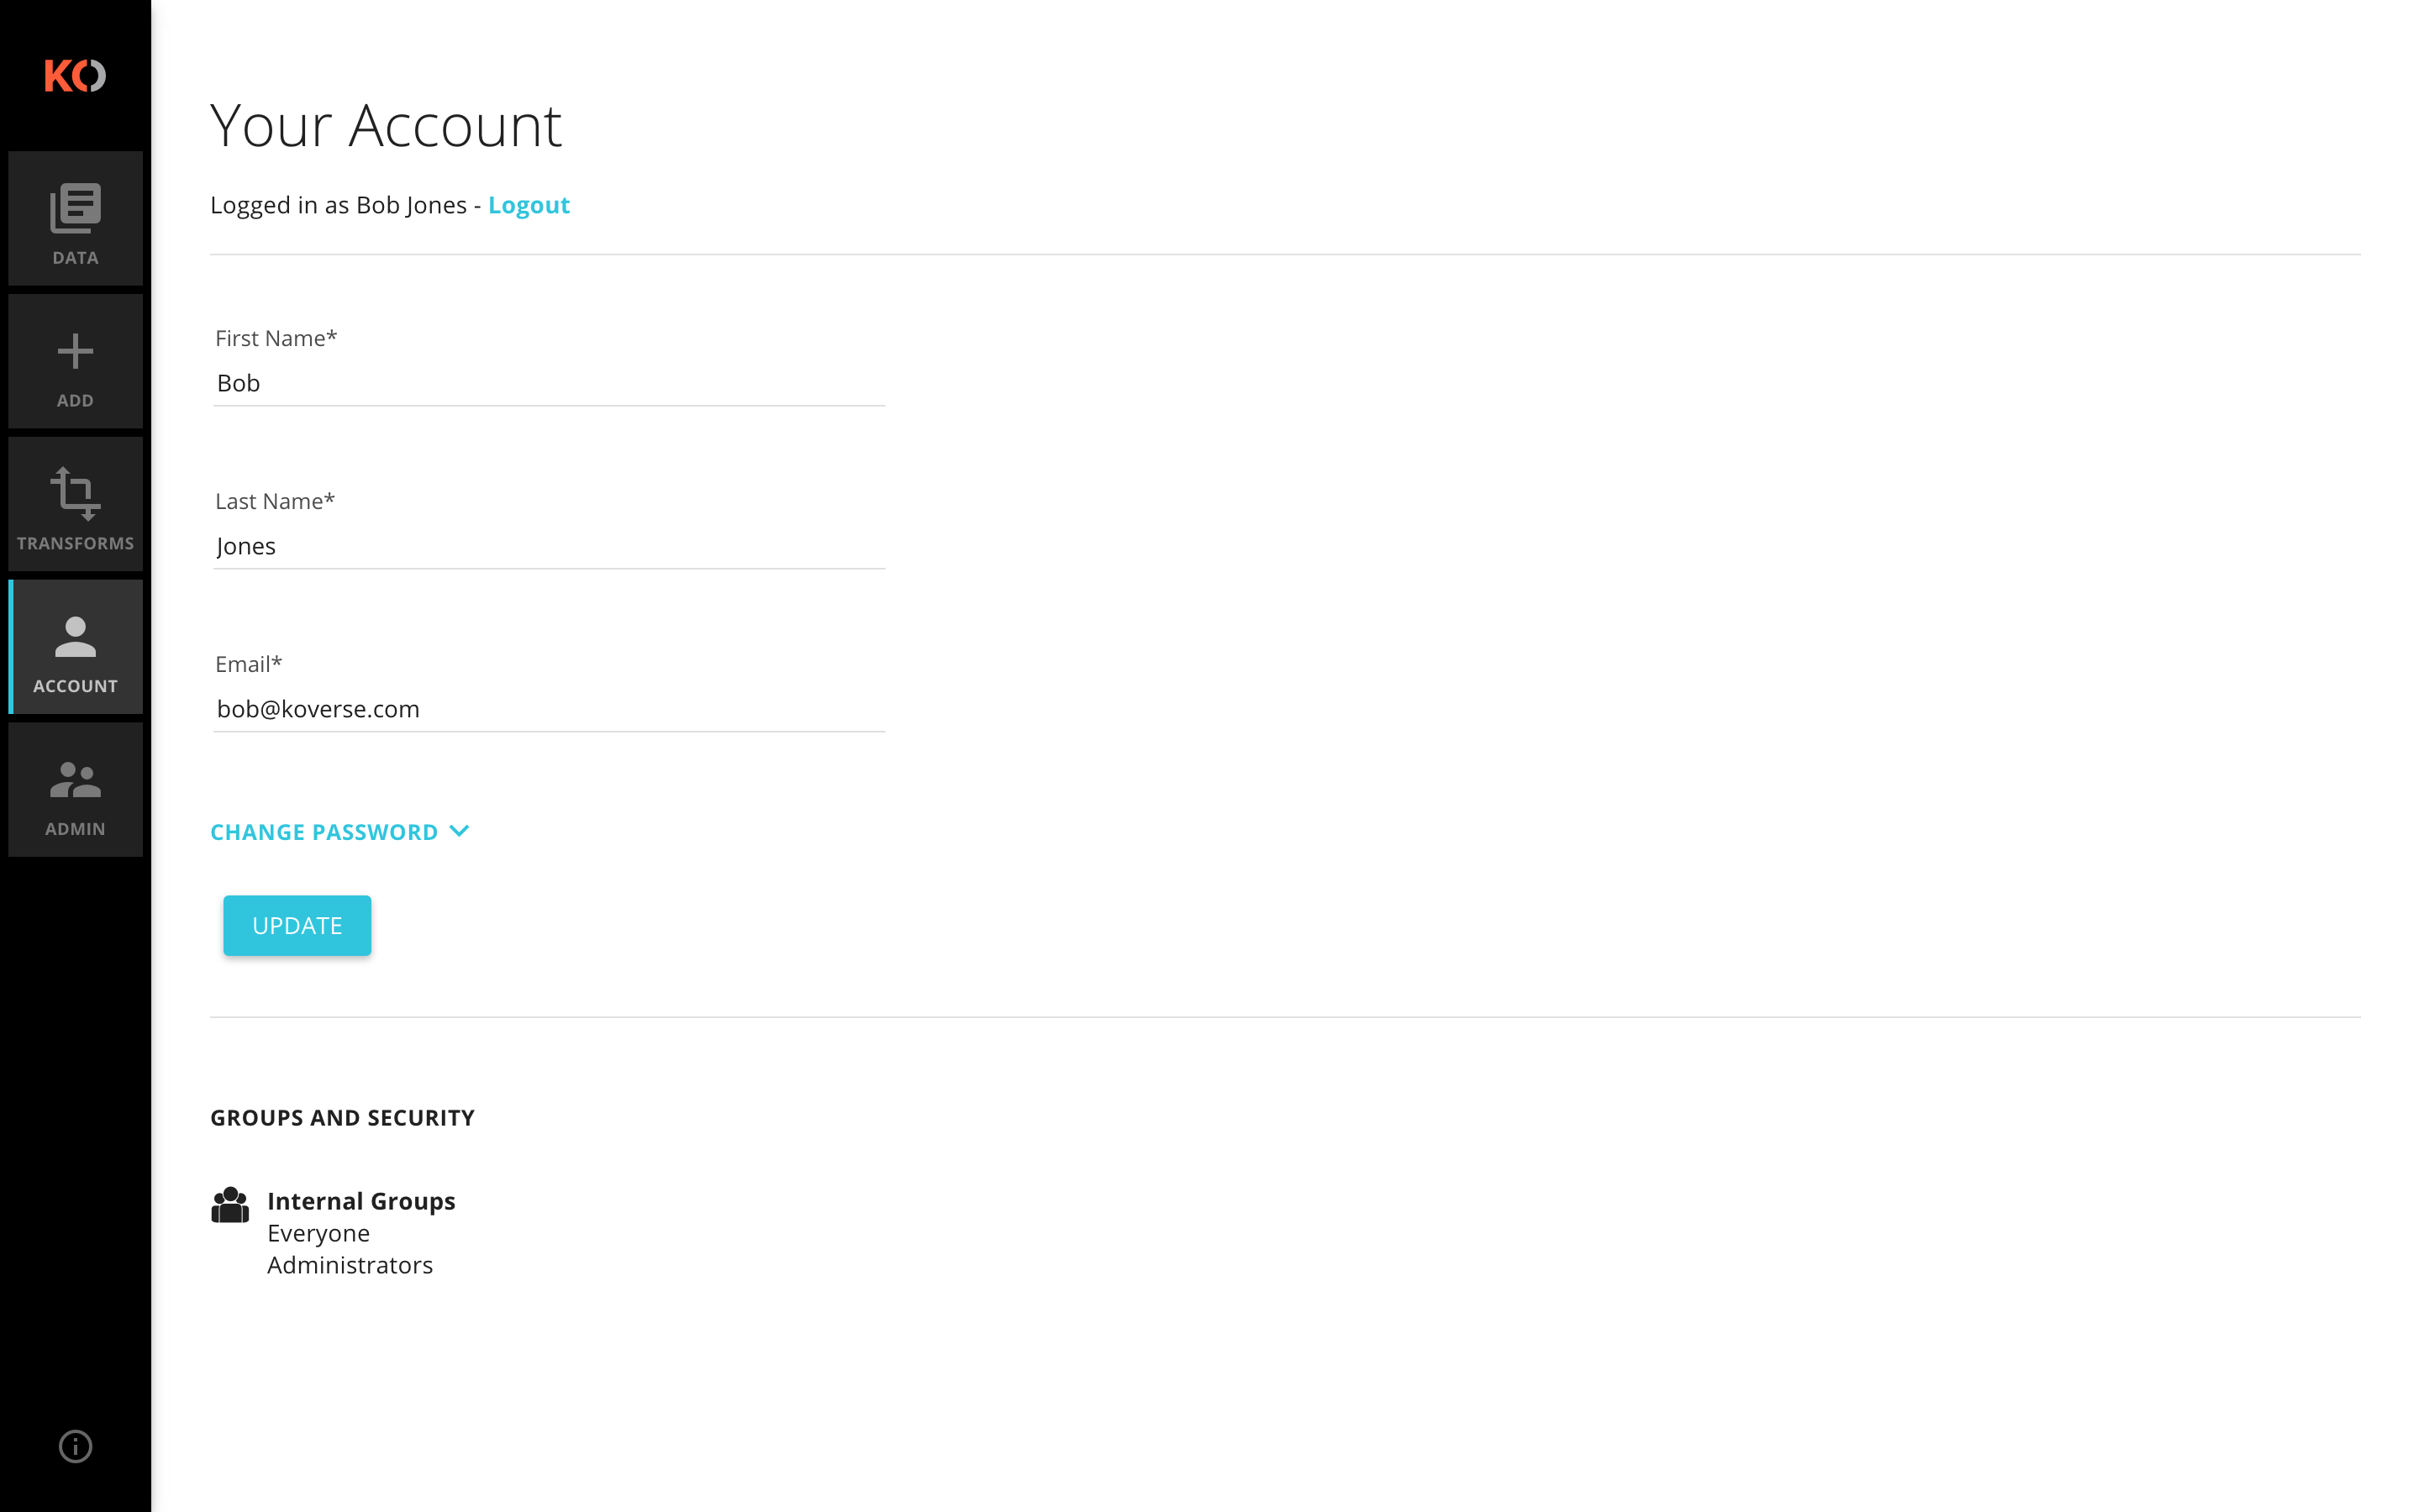 KO
DATA
ADD
TRANSFORMS
ACCOUNT
ADMIN
Your Account
Logged in as Bob Jones - Logout
First Name*
Bob
Last Name*
Jones
Email*
bob@koverse.com
CHANGE PASSWORD
UPDATE
GROUPS AND SECURITY
Internal Groups
Everyone
Administrators